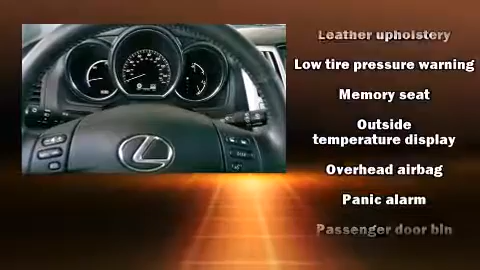 Leather upholstery
Low tire pressure warning
Memory seat
Outside
temperature display
Overhead airbag
Panic alarm
Passenger door bin